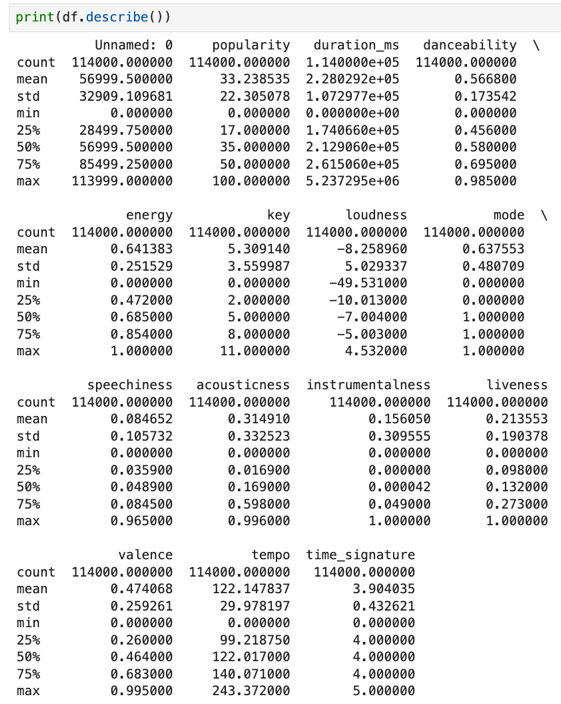 print(df.describe())
Unnamed: 0 popularity duration_ms danceability \
count 114000.000000 114000.000000 1.140000e+05 114000.000000
mean 56999.500000 33.238535 2.280292e+05 0.566800
std 32909.109681 22.305078 1.072977e+05 0.173542
min 0.000000 0.000000 0.000000e+00 0.000000
25% 28499.750000 17.000000 1.740660e+05 0.456000
50% 56999.500000 35.000000 2.129060e+05 0.580000
75% 85499.250000 50.000000 2.615060e+05 0.695000
max 113999.000000 100.000000 5.237295e+06 0.985000
energy key loudness mode \
count 114000.000000 114000.000000 114000.000000 114000.000000
mean 0.641383 5.309140 -8.258960 0.637553
std 0.251529 3.559987 5.029337 0.480709
min 0.000000 0.000000 -49.531000 0.000000
25% 0.472000 2.000000 -10.013000 0.000000
50% 0.685000 5.000000 -7.004000 1.000000
75% 0.854000 8.000000 -5.003000 1.000000
max 1.000000 11.000000 4.532000 1.000000
speechiness acousticness instrumentalness liveness
count 114000.000000 114000.000000 114000.000000 114000.000000
mean 0.084652 0.314910 0.156050 0.213553
std 0.105732 0.332523 0.309555 0.190378
min 0.000000 0.000000 0.000000 0.000000
25% 0.035900 0.016900 0.000000 0.098000
50% 0.048900 0.169000 0.000042 0.132000
75% 0.084500 0.598000 0.049000 0.273000
max 0.965000 0.996000 1.000000 1.000000
valence tempo time_signature
count 114000.000000 114000.000000 114000.000000
mean 0.474068 122.147837 3.904035
std 0.259261 29.978197 0.432621
min 0.000000 0.000000 0.000000
25% 0.260000 99.218750 4.000000
50% 0.464000 122.017000 4.000000
75% 0.683000 140.071000 4.000000
max 0.995000 243.372000 5.000000